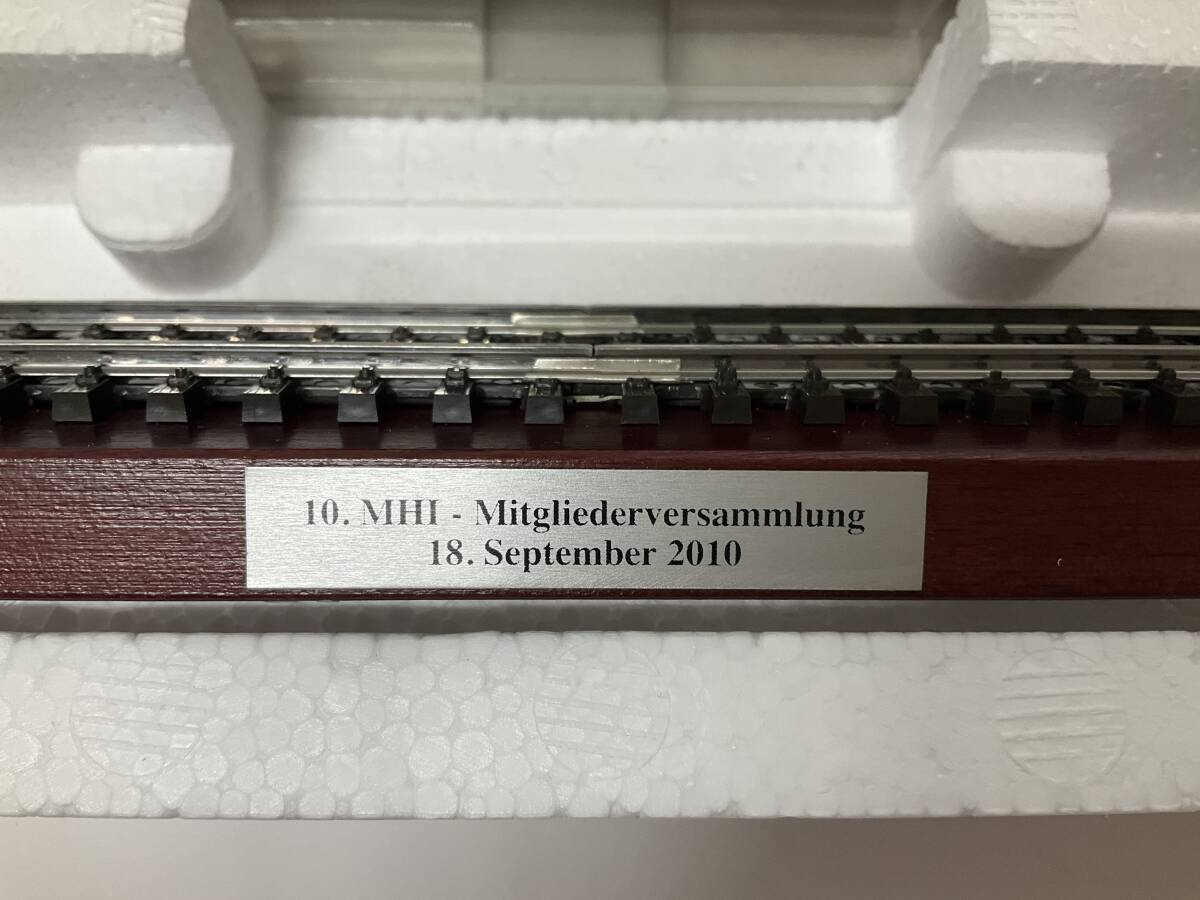 10. MHI - Mitgliederversammlung
18. September 2010